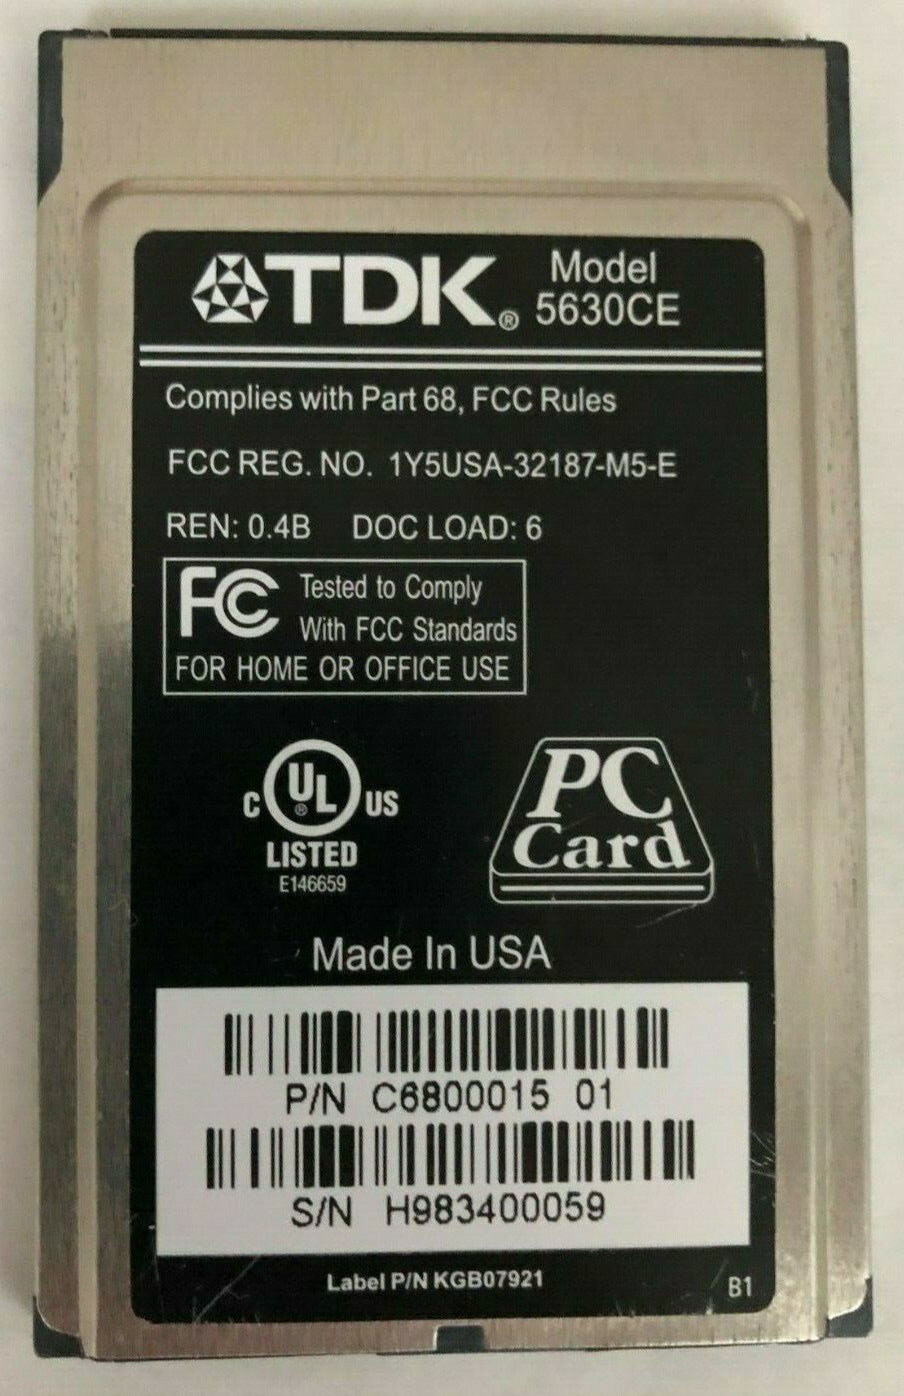 TDK® Model
5630CE
Complies with Part 68, FCC Rules
FCC REG. NO. 1Y5USA-32187-M5-E
REN: 0.4B DOC LOAD: 6
FC Tested to Comply
With FCC Standards
FOR HOME OR OFFICE USE
C UL® US
LISTED
E146659
PC
Card
Made In USA
P/N C6800015 01
S/N H983400059
Label P/N KGB07921
B1